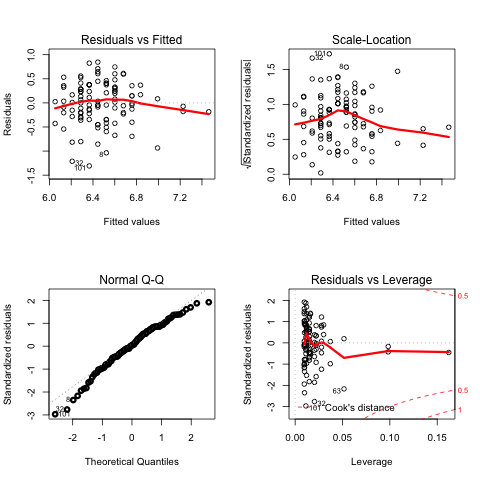 Residuals vs Fitted
Residuals
1.0
0.5
0.0
-0.5
-1.5
8
32
101
6.0 6.4 6.8 7.2
Fitted values
Scale-Location
√|Standardized residuals|
1.5
1.0
0.5
0.0
101
32
8
6.0 6.4 6.8 7.2
Fitted values
Normal Q-Q
Standardized residuals
2
1
0
-1
-2
-3
8
32
101
-2 -1 0 1 2
Theoretical Quantiles
Residuals vs Leverage
Standardized residuals
2
1
0
-1
-2
-3
0.5
0.5
1
63
32
101
Cook's distance
0.00 0.05 0.10 0.15
Leverage